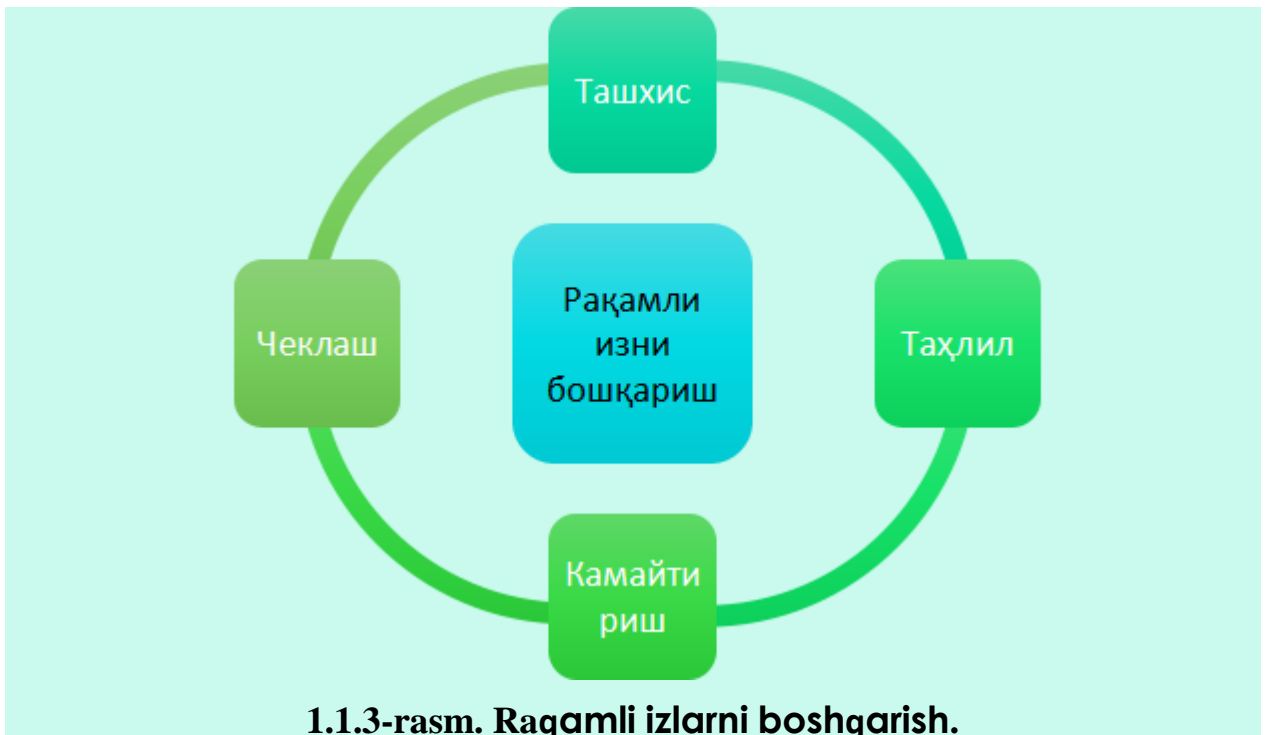 Ташхис
Чеклаш
Рақамли
изни
бошқариш
Таҳлил
Камайти
риш
1.1.3-rasm. Raqamli izlarni boshqarish.